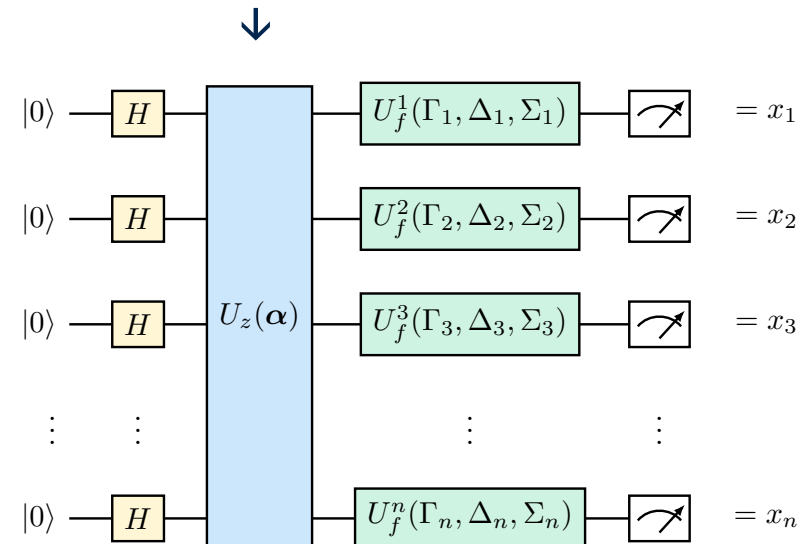 |0⟩ H U_f^1(Γ_1, Δ_1, Σ_1) = x_1
|0⟩ H U_f^2(Γ_2, Δ_2, Σ_2) = x_2
|0⟩ H U_z(α) U_f^3(Γ_3, Δ_3, Σ_3) = x_3
⋮ ⋮ ⋮ ⋮
|0⟩ H U_f^n(Γ_n, Δ_n, Σ_n) = x_n